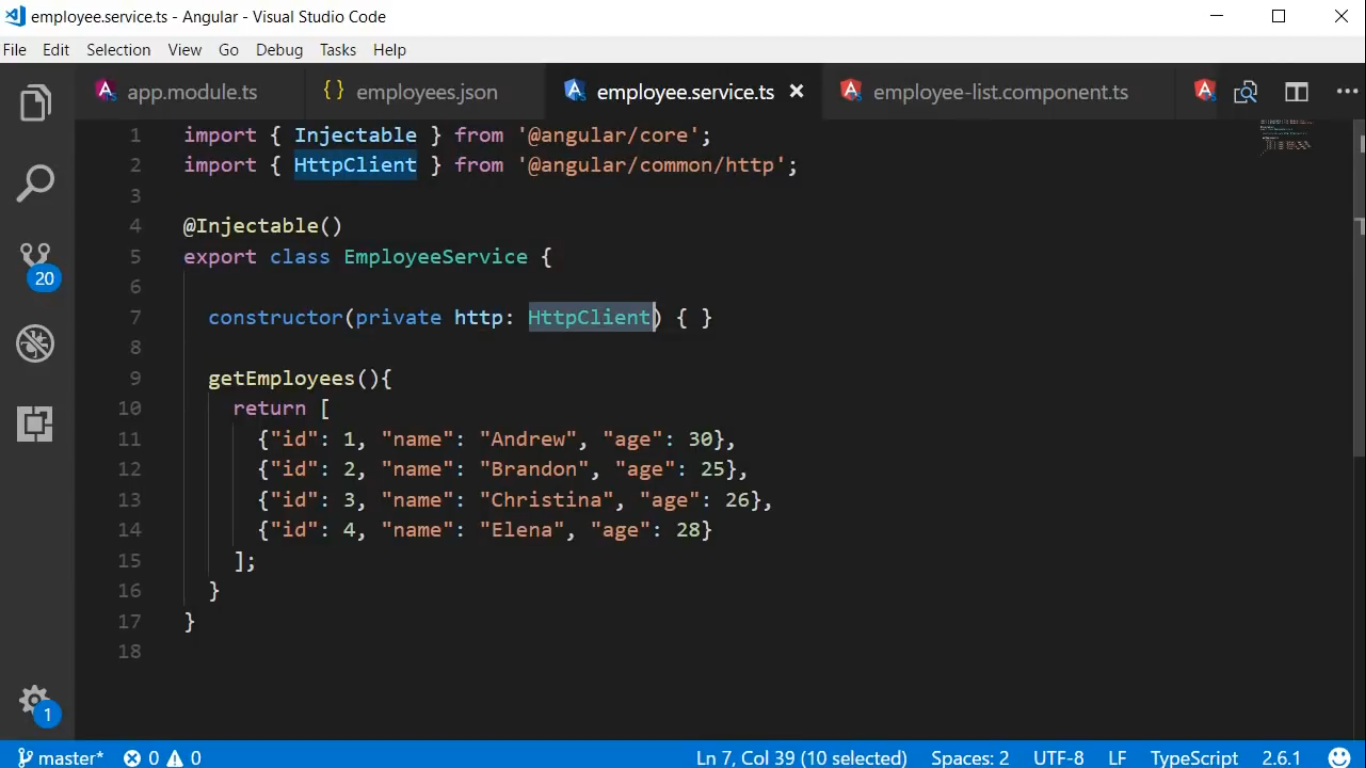 employee.service.ts - Angular - Visual Studio Code
File Edit Selection View Go Debug Tasks Help
app.module.ts { } employees.json employee.service.ts employee-list.component.ts
1 import { Injectable } from '@angular/core';
2 import { HttpClient } from '@angular/common/http';
3
4 @Injectable()
5 export class EmployeeService {
6
7 constructor(private http: HttpClient) { }
8
9 getEmployees(){
10 return [
11 {"id": 1, "name": "Andrew", "age": 30},
12 {"id": 2, "name": "Brandon", "age": 25},
13 {"id": 3, "name": "Christina", "age": 26},
14 {"id": 4, "name": "Elena", "age": 28}
15 ];
16 }
17 }
18
20
1
master* 0 0 Ln 7, Col 39 (10 selected) Spaces: 2 UTF-8 LF TypeScript 2.6.1